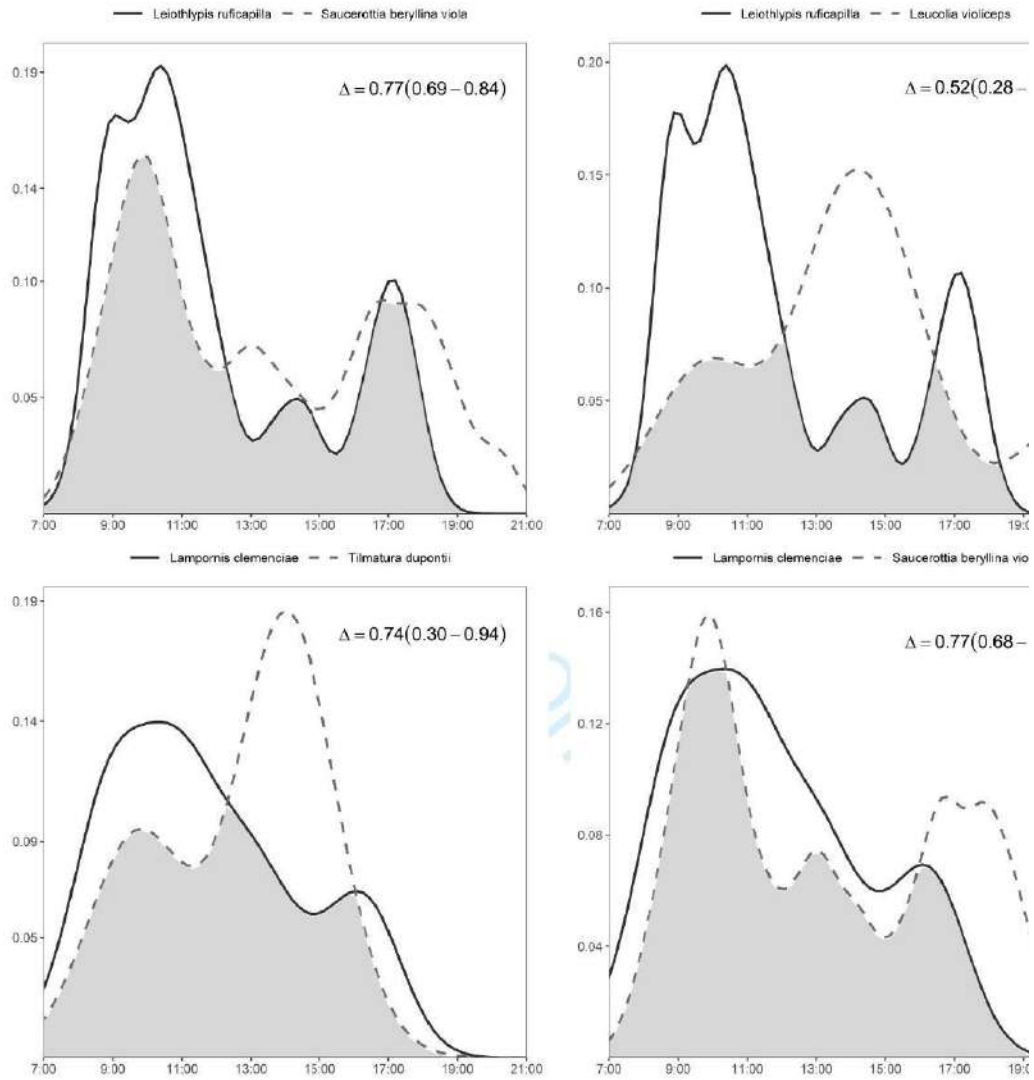 Leiothlypis ruficapilla Saucerottia beryllina viola
Δ = 0.77(0.69 − 0.84)
0.19
0.14
0.10
0.05
7:00 9:00 11:00 13:00 15:00 17:00 19:00 21:00
Leiothlypis ruficapilla Leucolia violiceps
Δ = 0.52(0.28 −
0.20
0.15
0.10
0.05
7:00 9:00 11:00 13:00 15:00 17:00 19:0
Lampornis clemenciae Tilmatura dupontii
Δ = 0.74(0.30 − 0.94)
0.19
0.14
0.09
0.05
7:00 9:00 11:00 13:00 15:00 17:00 19:00 21:00
Lampornis clemenciae Saucerottia beryllina vio
Δ = 0.77(0.68 −
0.16
0.12
0.08
0.04
7:00 9:00 11:00 13:00 15:00 17:00 19:0